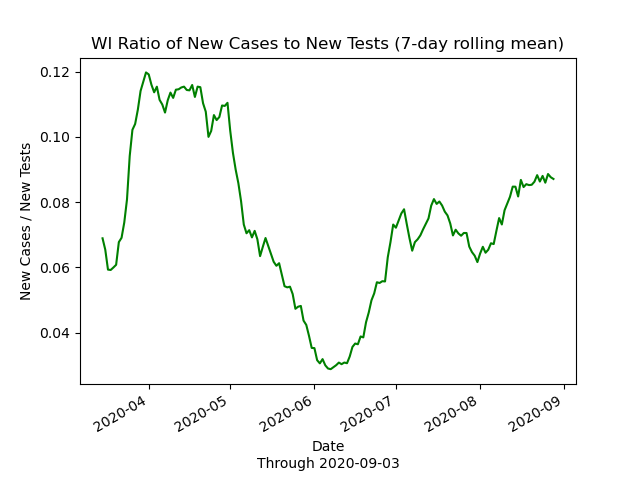 WI Ratio of New Cases to New Tests (7-day rolling mean)
New Cases / New Tests
0.12
0.10
0.08
0.06
0.04
2020-04
2020-05
2020-06
2020-07
2020-08
2020-09
Date
Through 2020-09-03